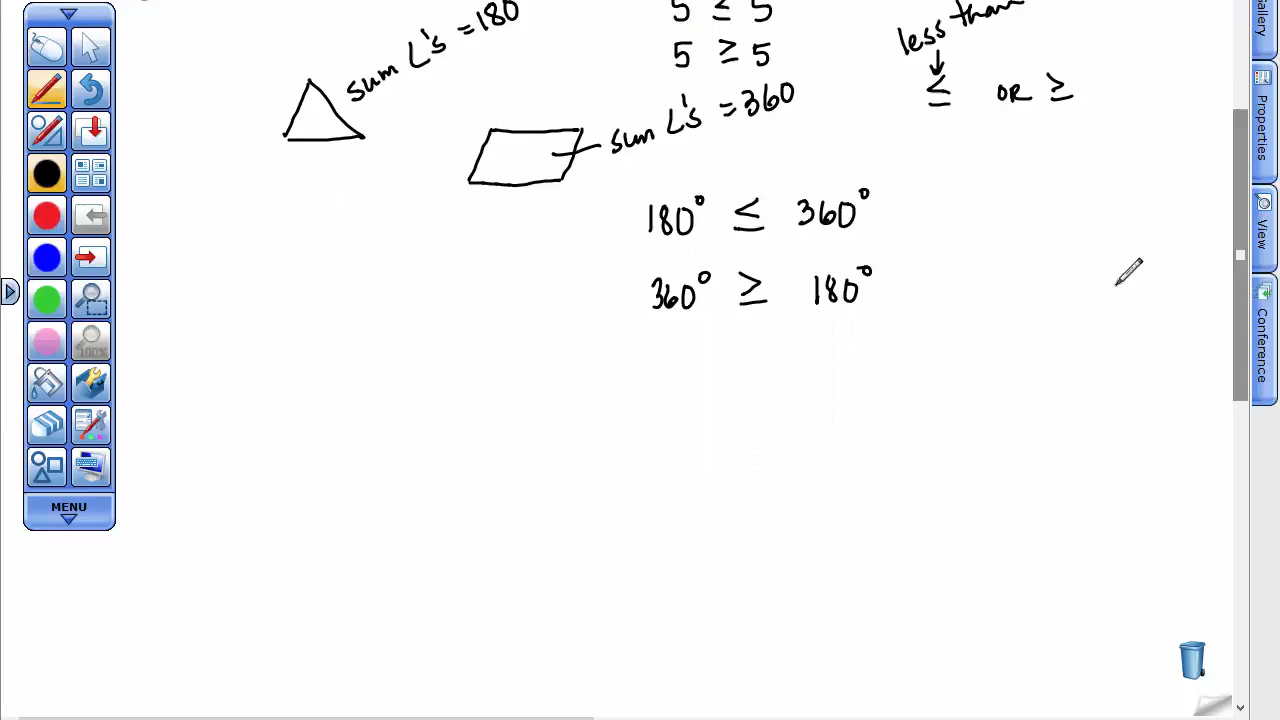 sum L's = 180
5 ≤ 5
5 ≥ 5
less than
≤ OR ≥
sum L's = 360
180° ≤ 360°
360° ≥ 180°
MENU
100%
Gallery
Properties
View
Conference